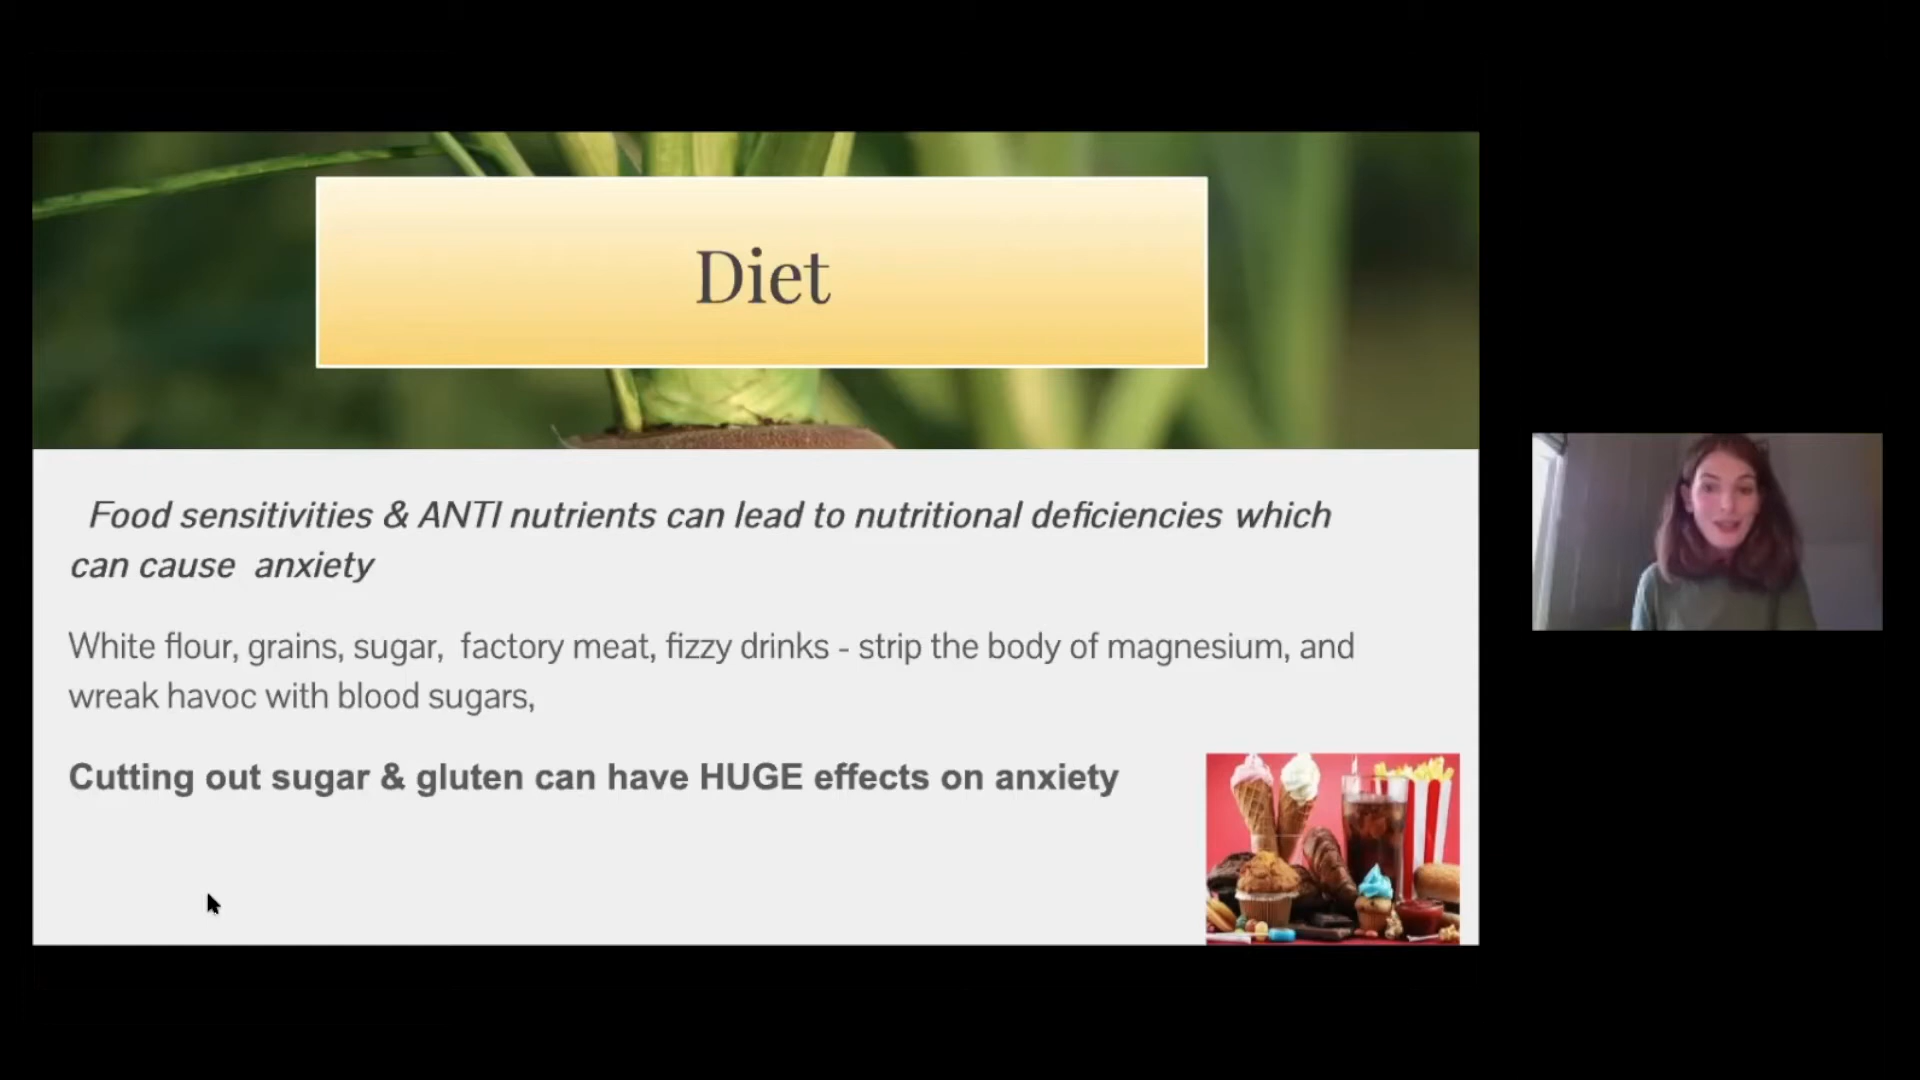 Diet
Food sensitivities & ANTI nutrients can lead to nutritional deficiencies which
can cause anxiety
White flour, grains, sugar, factory meat, fizzy drinks - strip the body of magnesium, and
wreak havoc with blood sugars,
Cutting out sugar & gluten can have HUGE effects on anxiety